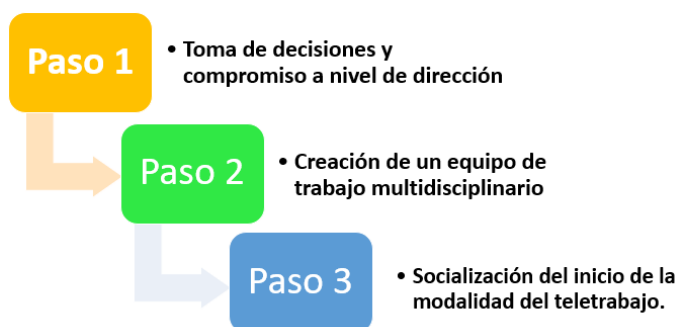 Paso 1
• Toma de decisiones y
compromiso a nivel de dirección
Paso 2
• Creación de un equipo de
trabajo multidisciplinario
Paso 3
• Socialización del inicio de la
modalidad del teletrabajo.